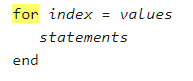 for index = values
statements
end